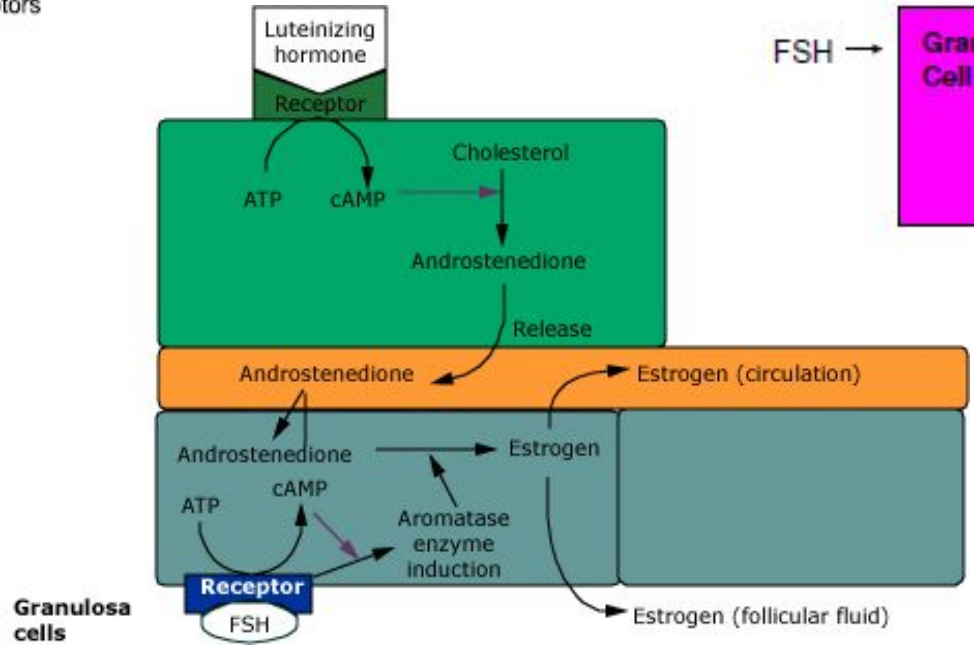 Luteinizing
hormone
Receptor
FSH
Cell
Cholesterol
ATP
cAMP
Androstenedione
Release
Androstenedione
Estrogen (circulation)
Androstenedione
Estrogen
cAMP
ATP
Aromatase
enzyme
induction
Receptor
FSH
Granulosa
cells
Estrogen (follicular fluid)